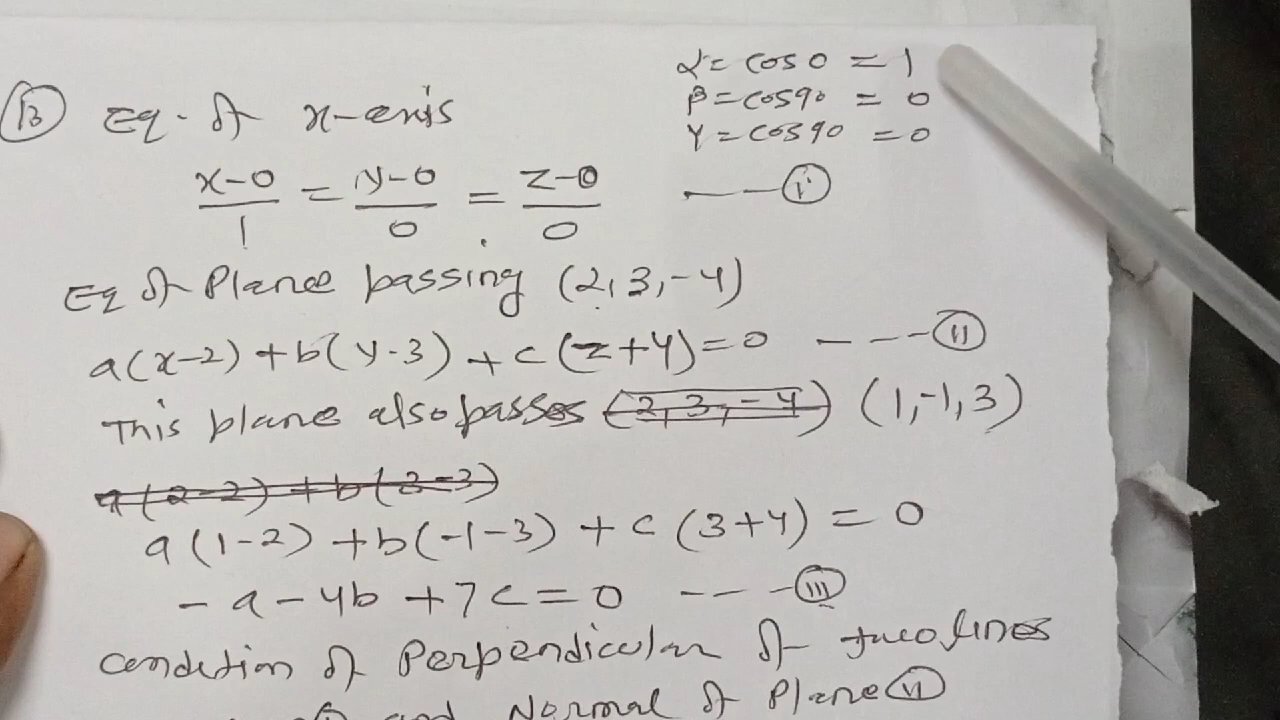 α = cos 0 = 1
β = cos 90 = 0
γ = cos 90 = 0
(13) Eq. of x-axis
x-0/1 = y-0/0 = z-0/0 --- (i)
Eq of Plane passing (2,3,-4)
a(x-2) + b(y-3) + c(z+4) = 0 --- (ii)
This plane also passes (2,3,-4) (1,-1,3)
a(2-2) + b(3-3)
a(1-2) + b(-1-3) + c(3+4) = 0
-a - 4b + 7c = 0 --- (iii)
condition of Perpendicular of two lines
and Normal of Plane (ii)